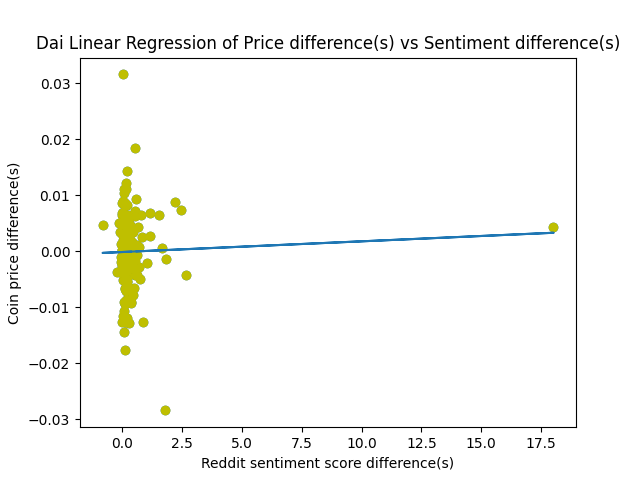 Dai Linear Regression of Price difference(s) vs Sentiment difference(s)
0.03
0.02
0.01
0.00
−0.01
−0.02
−0.03
Coin price difference(s)
0.0 2.5 5.0 7.5 10.0 12.5 15.0 17.5
Reddit sentiment score difference(s)